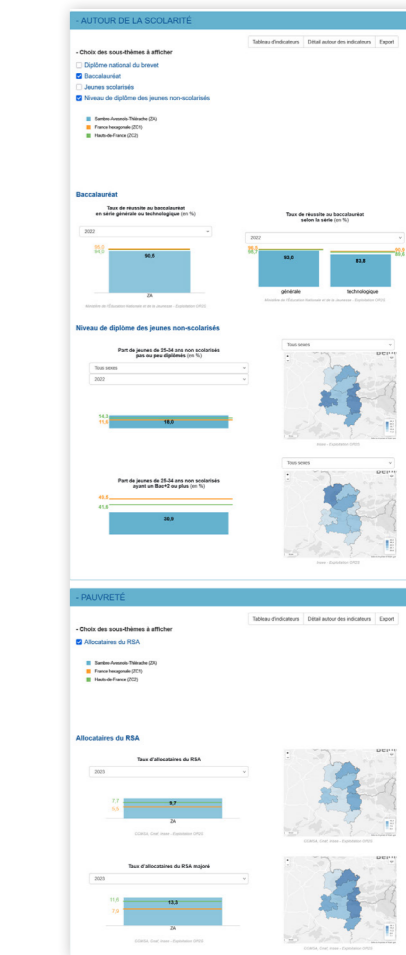 - AUTOUR DE LA SCOLARITÉ
Tableau d'indicateurs Détail autour des indicateurs Export
- Choix des sous-thèmes à afficher
Diplôme national du brevet
Baccalauréat
Jeunes scolarisés
Niveau de diplôme des jeunes non-scolarisés
Sambre-Avesnois-Thiérache (ZA)
France hexagonale (ZC1)
Hauts-de-France (ZC2)
Baccalauréat
Taux de réussite au baccalauréat
en série générale ou technologique (en %)
2022
ZA
Taux de réussite au baccalauréat
selon la série (en %)
2022
93,0
83,8
générale technologique
Niveau de diplôme des jeunes non-scolarisés
Part de jeunes de 25-34 ans non scolarisés
pas ou peu diplômés (en %)
Tous sexes
2022
14,3
18,0
Tous sexes
Part de jeunes de 25-34 ans non scolarisés
ayant un Bac+2 ou plus (en %)
41,6
Tous sexes
- PAUVRETÉ
Tableau d'indicateurs Détail autour des indicateurs Export
- Choix des sous-thèmes à afficher
Allocataires du RSA
Sambre-Avesnois-Thiérache (ZA)
France hexagonale (ZC1)
Hauts-de-France (ZC2)
Allocataires du RSA
Taux d'allocataires du RSA
2023
7,7
ZA
Taux d'allocataires du RSA majoré
2023
7,9
ZA